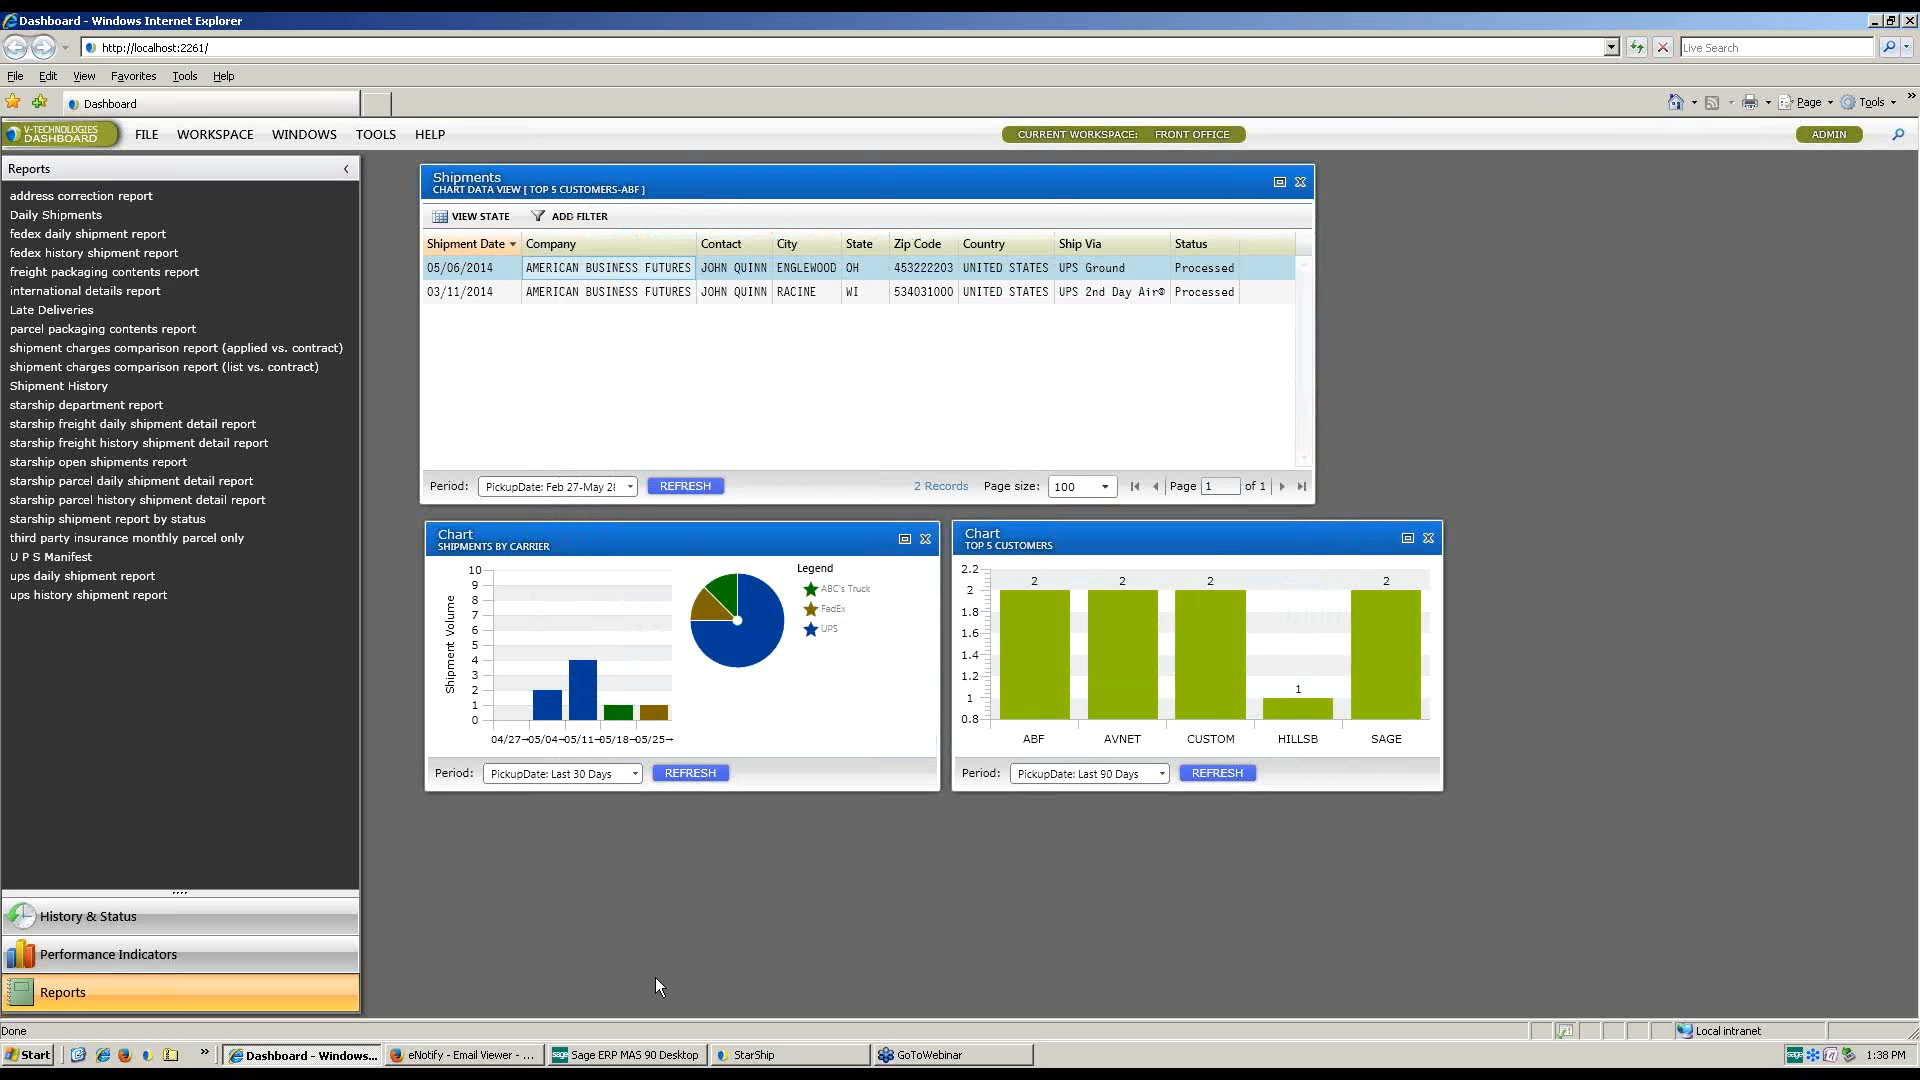 Dashboard - Windows Internet Explorer
http://localhost:2261/
Live Search
File Edit View Favorites Tools Help
Dashboard
Page Tools »
V-TECHNOLOGIES
DASHBOARD
FILE WORKSPACE WINDOWS TOOLS HELP
CURRENT WORKSPACE: FRONT OFFICE
ADMIN
Reports
address correction report
Daily Shipments
fedex daily shipment report
fedex history shipment report
freight packaging contents report
international details report
Late Deliveries
parcel packaging contents report
shipment charges comparison report (applied vs. contract)
shipment charges comparison report (list vs. contract)
Shipment History
starship department report
starship freight daily shipment detail report
starship freight history shipment detail report
starship open shipments report
starship parcel daily shipment detail report
starship parcel history shipment detail report
starship shipment report by status
third party insurance monthly parcel only
U P S Manifest
ups daily shipment report
ups history shipment report
History & Status
Performance Indicators
Reports
Shipments
CHART DATA VIEW [ TOP 5 CUSTOMERS-ABF ]
VIEW STATE ADD FILTER
Shipment Date Company Contact City State Zip Code Country Ship Via Status
05/06/2014 AMERICAN BUSINESS FUTURES JOHN QUINN ENGLEWOOD OH 453222203 UNITED STATES UPS Ground Processed
03/11/2014 AMERICAN BUSINESS FUTURES JOHN QUINN RACINE WI 534031000 UNITED STATES UPS 2nd Day Air® Processed
Period: PickupDate: Feb 27-May 28 REFRESH 2 Records Page size: 100 Page 1 of 1
Chart
SHIPMENTS BY CARRIER
Shipment Volume
10
9
8
7
6
5
4
3
2
1
0
04/27→05/04→05/11→05/18→05/25→
Legend
ABC's Truck
FedEx
UPS
Period: PickupDate: Last 30 Days REFRESH
Chart
TOP 5 CUSTOMERS
2.2
2
1.8
1.6
1.4
1.2
1
0.8
2 2 2 1 2
ABF AVNET CUSTOM HILLSB SAGE
Period: PickupDate: Last 90 Days REFRESH
Done
Local intranet
Start » Dashboard - Windows... eNotify - Email Viewer - ... sage Sage ERP MAS 90 Desktop StarShip GoToWebinar sage 1:38 PM